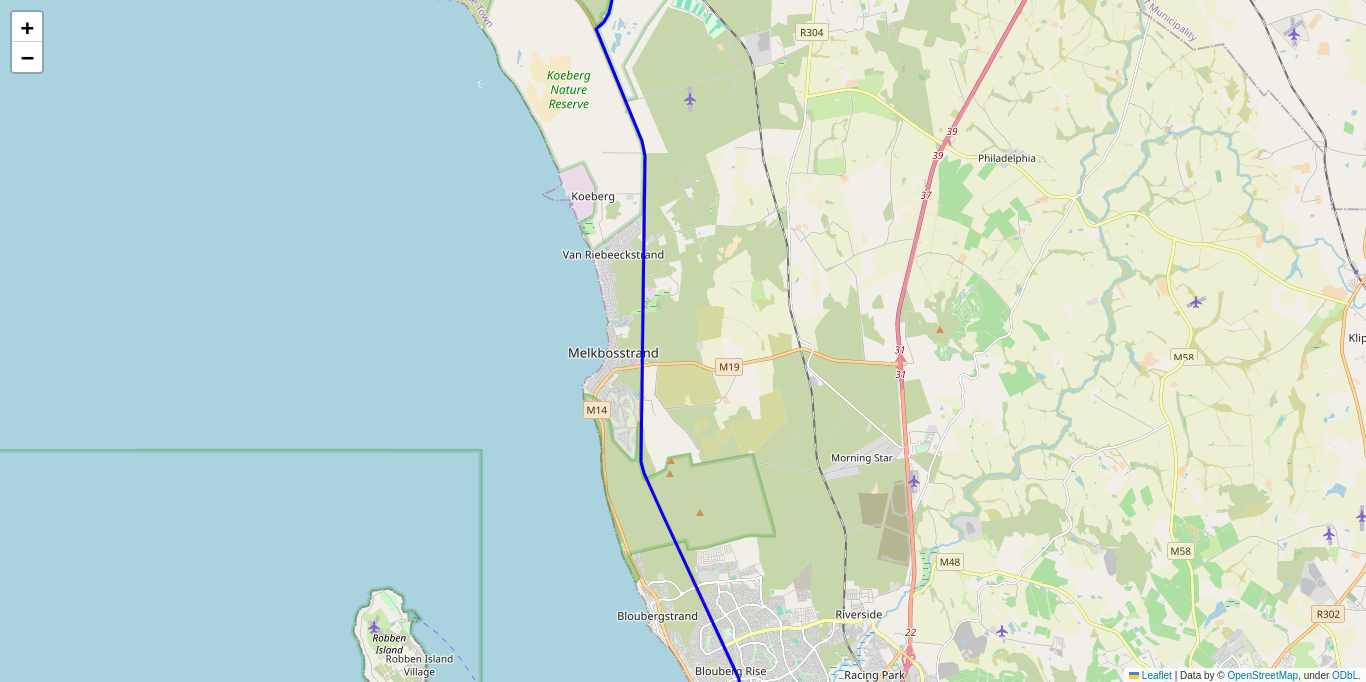 +
−
Town
Municipality
R304
Koeberg
Nature
Reserve
39
Philadelphia
39
37
Koeberg
Van Riebeeckstrand
31
Klip
Melkbosstrand
M58
M19
31
M14
Morning Star
M58
M48
Bloubergstrand
Riverside
R302
22
Robben
Island
Robben Island
Village
Blouberg Rise
Racing Park
Leaflet | Data by © OpenStreetMap, under ODbL.